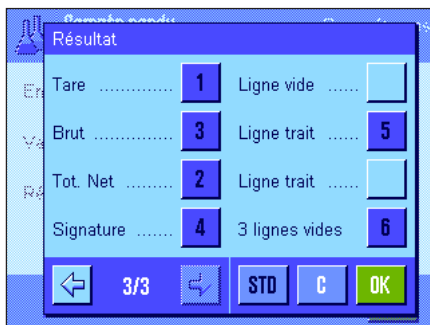 Résultat
Tare .............. 1 Ligne vide ......
Brut .............. 3 Ligne trait ...... 5
Tot. Net ......... 2 Ligne trait ......
Signature ....... 4 3 lignes vides 6
3/3 STD C OK